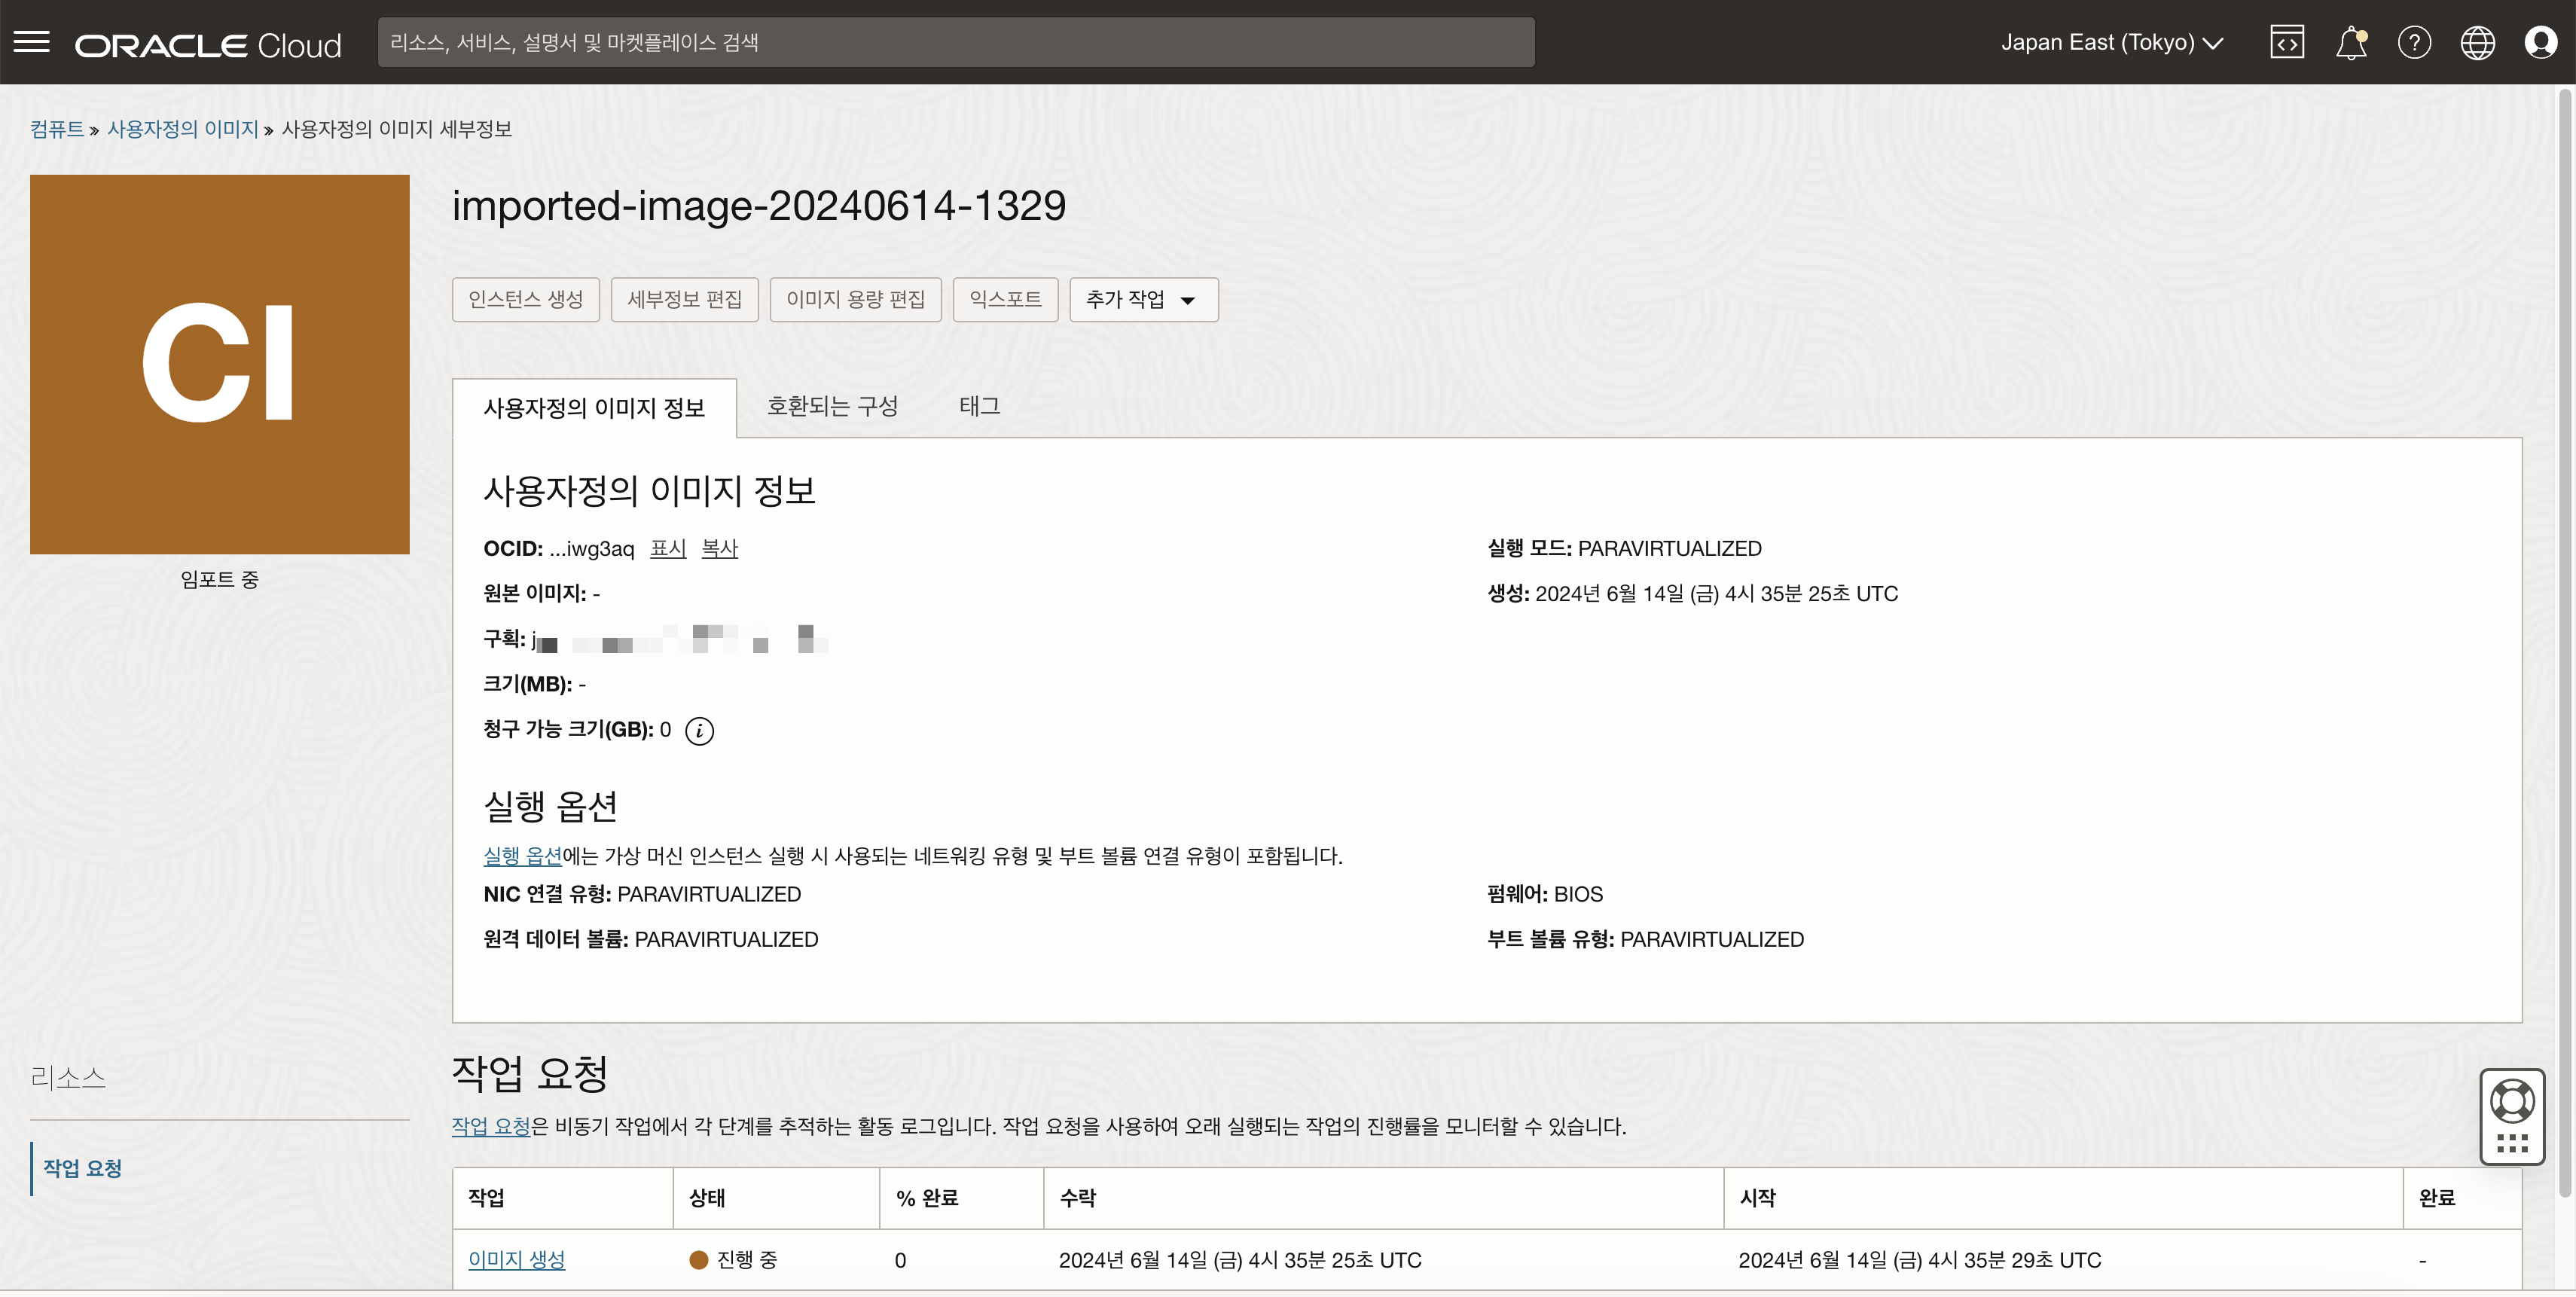 ORACLE Cloud
리소스, 서비스, 설명서 및 마켓플레이스 검색
Japan East (Tokyo)
컴퓨트 » 사용자정의 이미지 » 사용자정의 이미지 세부정보
CI
임포트 중
imported-image-20240614-1329
인스턴스 생성 세부정보 편집 이미지 용량 편집 익스포트 추가 작업
사용자정의 이미지 정보 호환되는 구성 태그
사용자정의 이미지 정보
OCID: ...iwg3aq 표시 복사
원본 이미지: -
구획: j
크기(MB): -
청구 가능 크기(GB): 0 i
실행 모드: PARAVIRTUALIZED
생성: 2024년 6월 14일 (금) 4시 35분 25초 UTC
실행 옵션
실행 옵션에는 가상 머신 인스턴스 실행 시 사용되는 네트워킹 유형 및 부트 볼륨 연결 유형이 포함됩니다.
NIC 연결 유형: PARAVIRTUALIZED
원격 데이터 볼륨: PARAVIRTUALIZED
펌웨어: BIOS
부트 볼륨 유형: PARAVIRTUALIZED
리소스
작업 요청
작업 요청
작업 요청은 비동기 작업에서 각 단계를 추적하는 활동 로그입니다. 작업 요청을 사용하여 오래 실행되는 작업의 진행률을 모니터할 수 있습니다.
작업 상태 % 완료 수락 시작 완료
이미지 생성 진행 중 0 2024년 6월 14일 (금) 4시 35분 25초 UTC 2024년 6월 14일 (금) 4시 35분 29초 UTC -